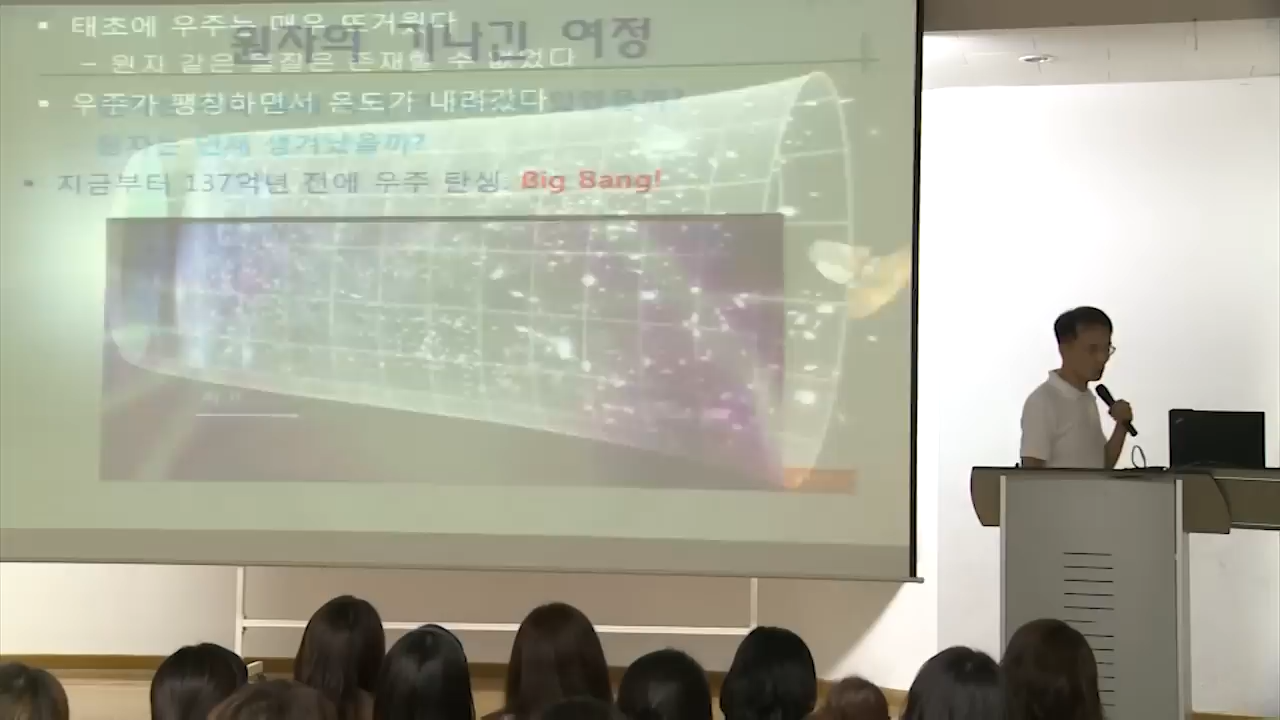 태초에 우주는 매우 뜨거웠다
원자의 기나긴 여정
- 원자 같은 물질은 존재할 수 없었다
우주가 팽창하면서 온도가 내려갔다
원자는 언제 생겨났을까?
지금부터 137억년 전에 우주 탄생. Big Bang!